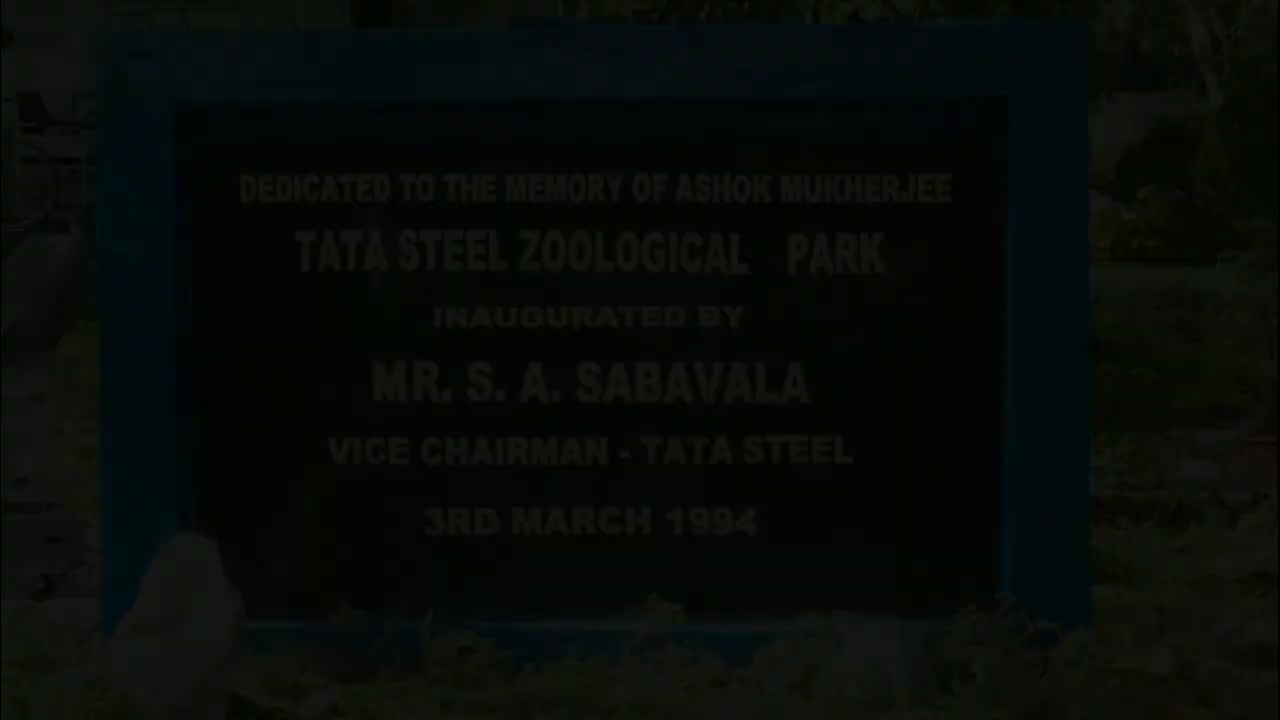 DEDICATED TO THE MEMORY OF ASHOK MUKHERJEE
TATA STEEL ZOOLOGICAL PARK
INAUGURATED BY
MR. S. A. SABAVALA
VICE CHAIRMAN - TATA STEEL
3RD MARCH 1994